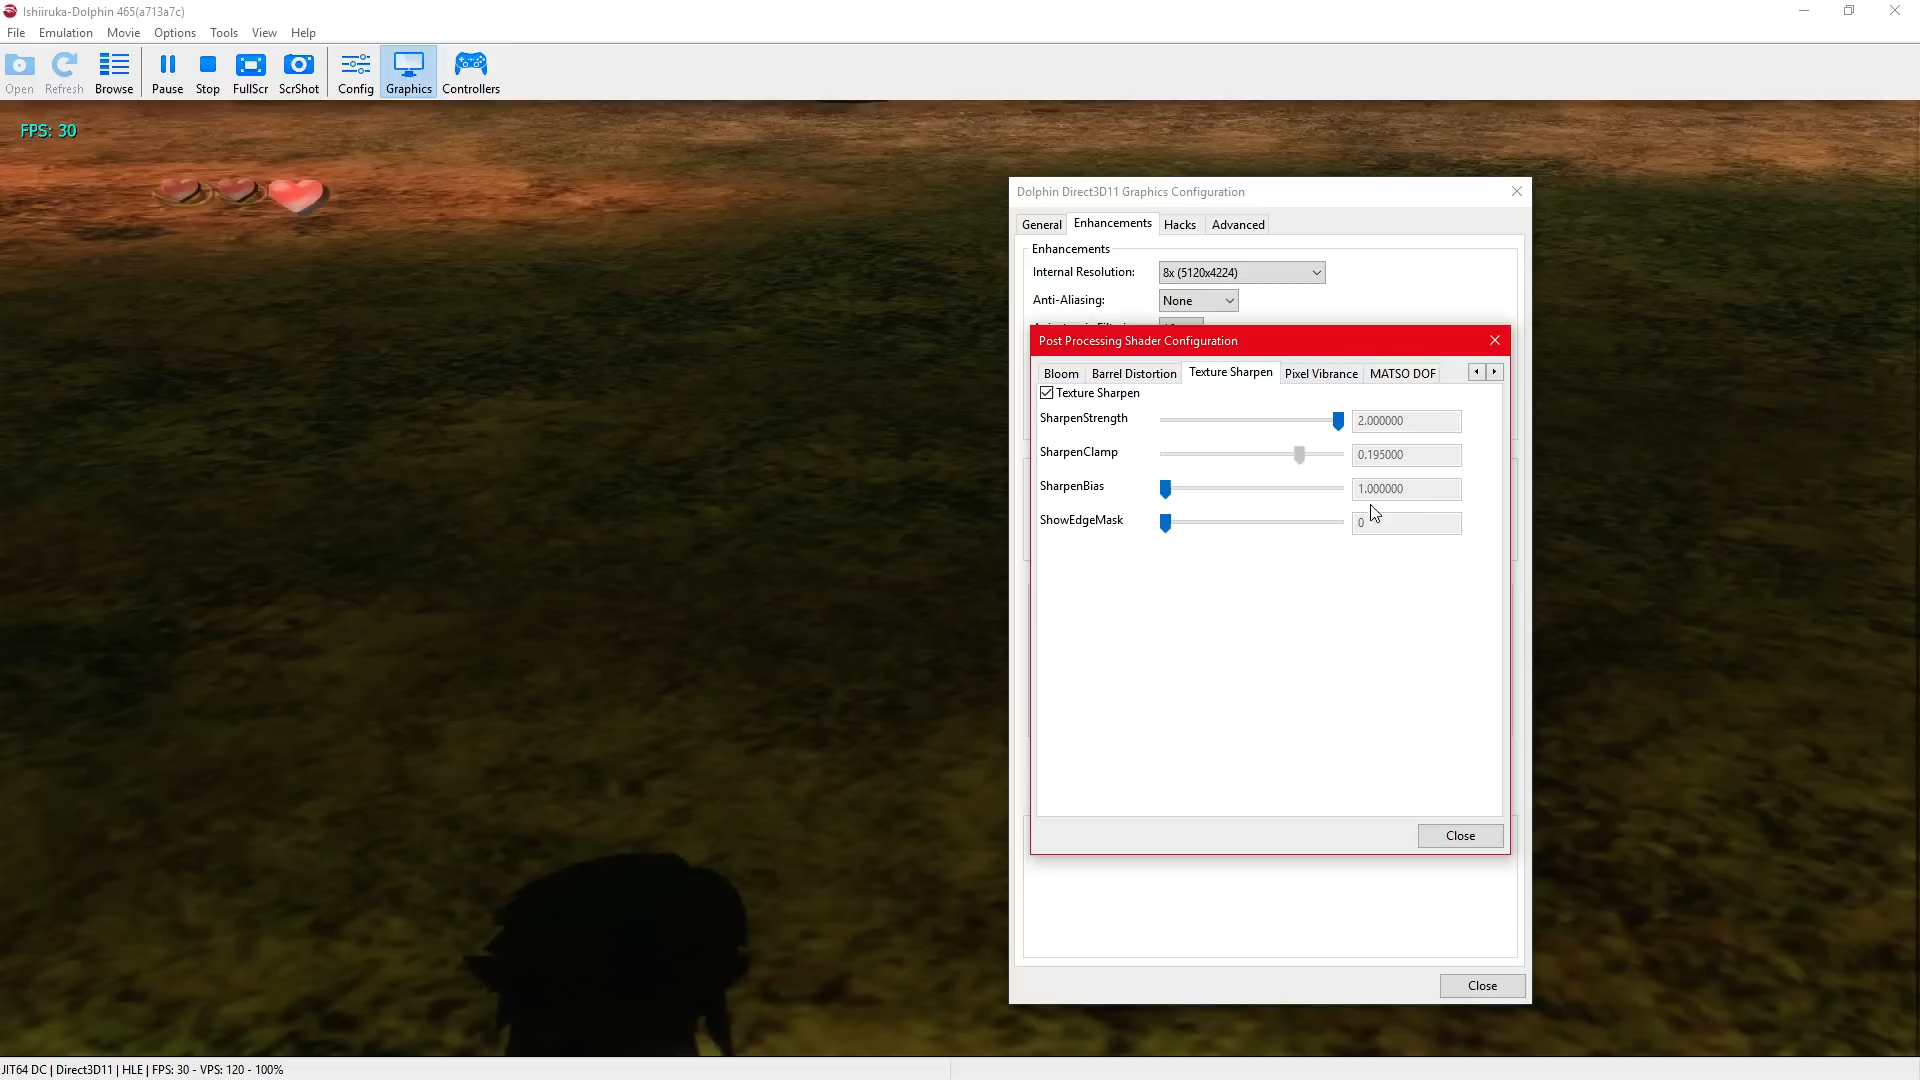 Ishiiruka-Dolphin 465(a713a7c)
File Emulation Movie Options Tools View Help
Open Refresh Browse Pause Stop FullScr ScrShot Config Graphics Controllers
FPS: 30
Dolphin Direct3D11 Graphics Configuration
General Enhancements Hacks Advanced
Enhancements
Internal Resolution: 8x (5120x4224)
Anti-Aliasing: None
Post Processing Shader Configuration
Bloom Barrel Distortion Texture Sharpen Pixel Vibrance MATSO DOF
Texture Sharpen
SharpenStrength 2.000000
SharpenClamp 0.195000
SharpenBias 1.000000
ShowEdgeMask 0
Close
Close
JIT64 DC | Direct3D11 | HLE | FPS: 30 - VPS: 120 - 100%